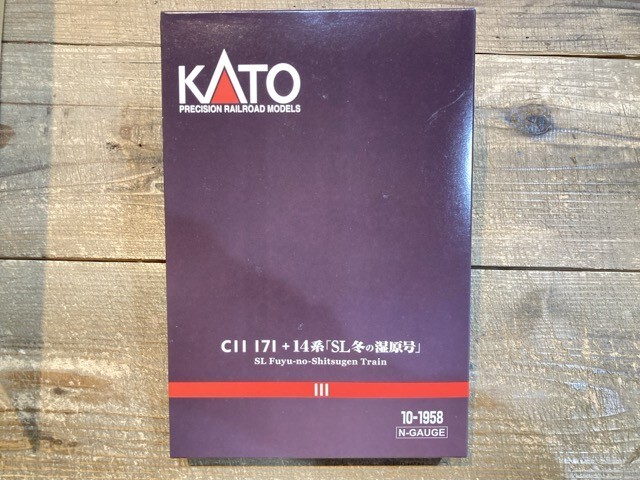 KATO
PRECISION RAILROAD MODELS
C11 171 + 14系「SL冬の湿原号」
SL Fuyu-no-Shitsugen Train
10-1958
N-GAUGE